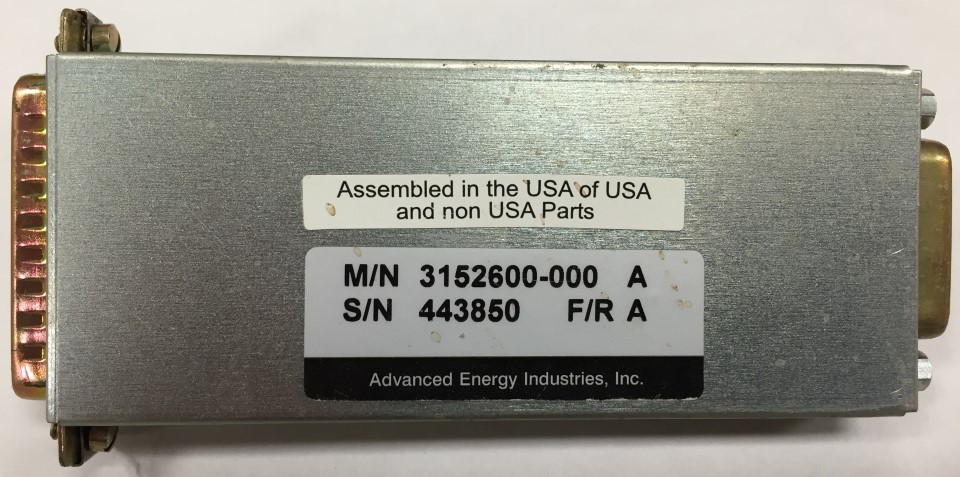 Assembled in the USA of USA
and non USA Parts
M/N 3152600-000 A
S/N 443850 F/R A
Advanced Energy Industries, Inc.